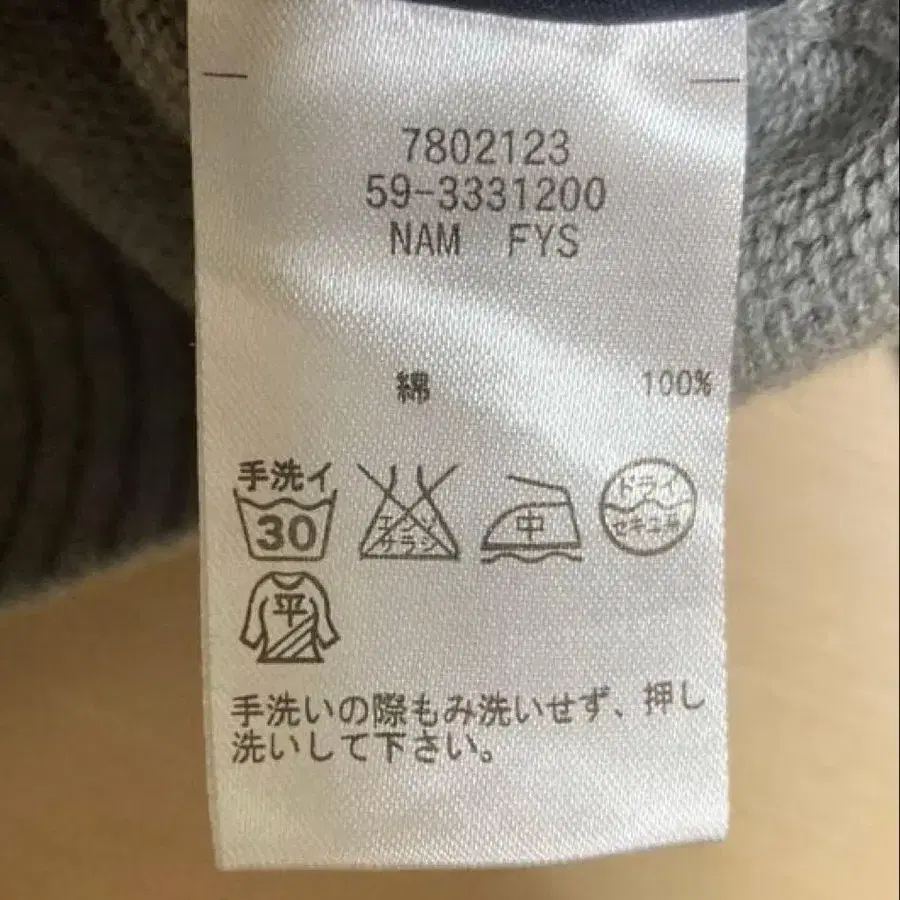 7802123
59-3331200
NAM FYS
綿 100%
手洗イ
30
エンソ
サラシ
中
ドライ
セキユ系
平
手洗いの際もみ洗いせず、押し
洗いして下さい。